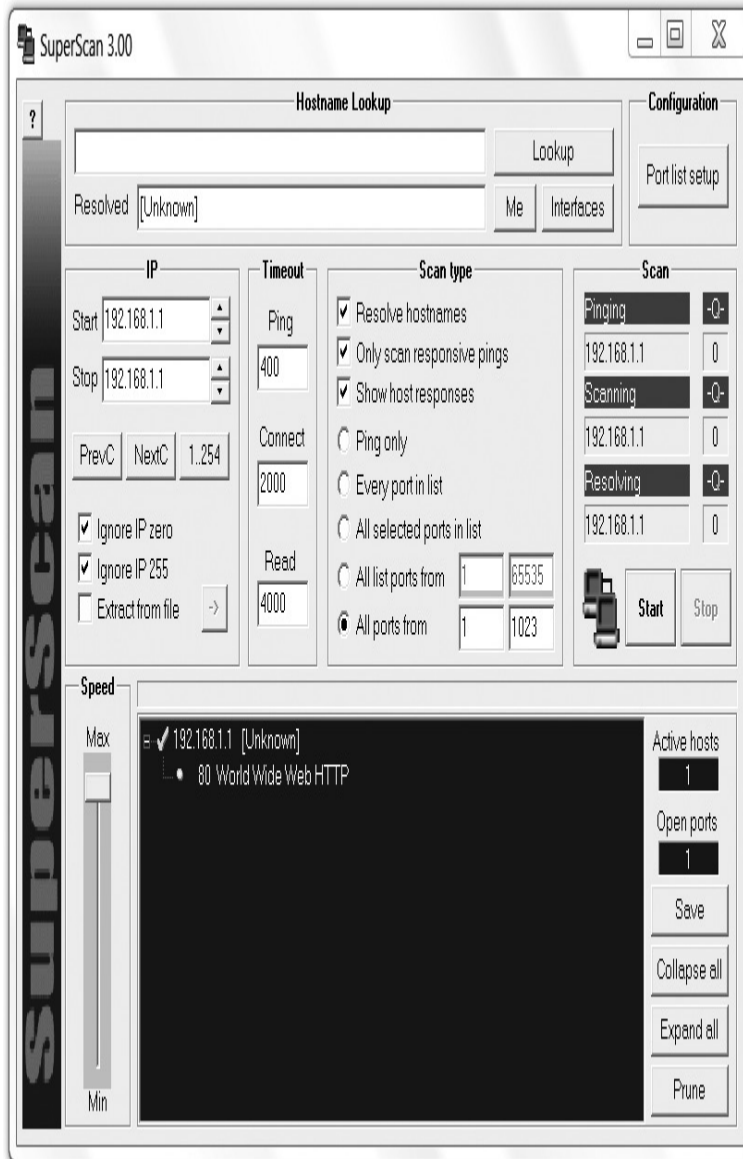 SuperScan 3.00
?
Hostname Lookup
Lookup
Resolved [Unknown]
Me
Interfaces
Configuration
Port list setup
IP
Start 192.168.1.1
Stop 192.168.1.1
PrevC NextC 1..254
Ignore IP zero
Ignore IP 255
Extract from file ->
Timeout
Ping
400
Connect
2000
Read
4000
Scan type
Resolve hostnames
Only scan responsive pings
Show host responses
Ping only
Every port in list
All selected ports in list
All list ports from 1 65535
All ports from 1 1023
Scan
Pinging -Q-
192.168.1.1 0
Scanning -Q-
192.168.1.1 0
Resolving -Q-
192.168.1.1 0
Start Stop
SuperScan
Speed
Max
Min
192.168.1.1 [Unknown]
80 World Wide Web HTTP
Active hosts
1
Open ports
1
Save
Collapse all
Expand all
Prune